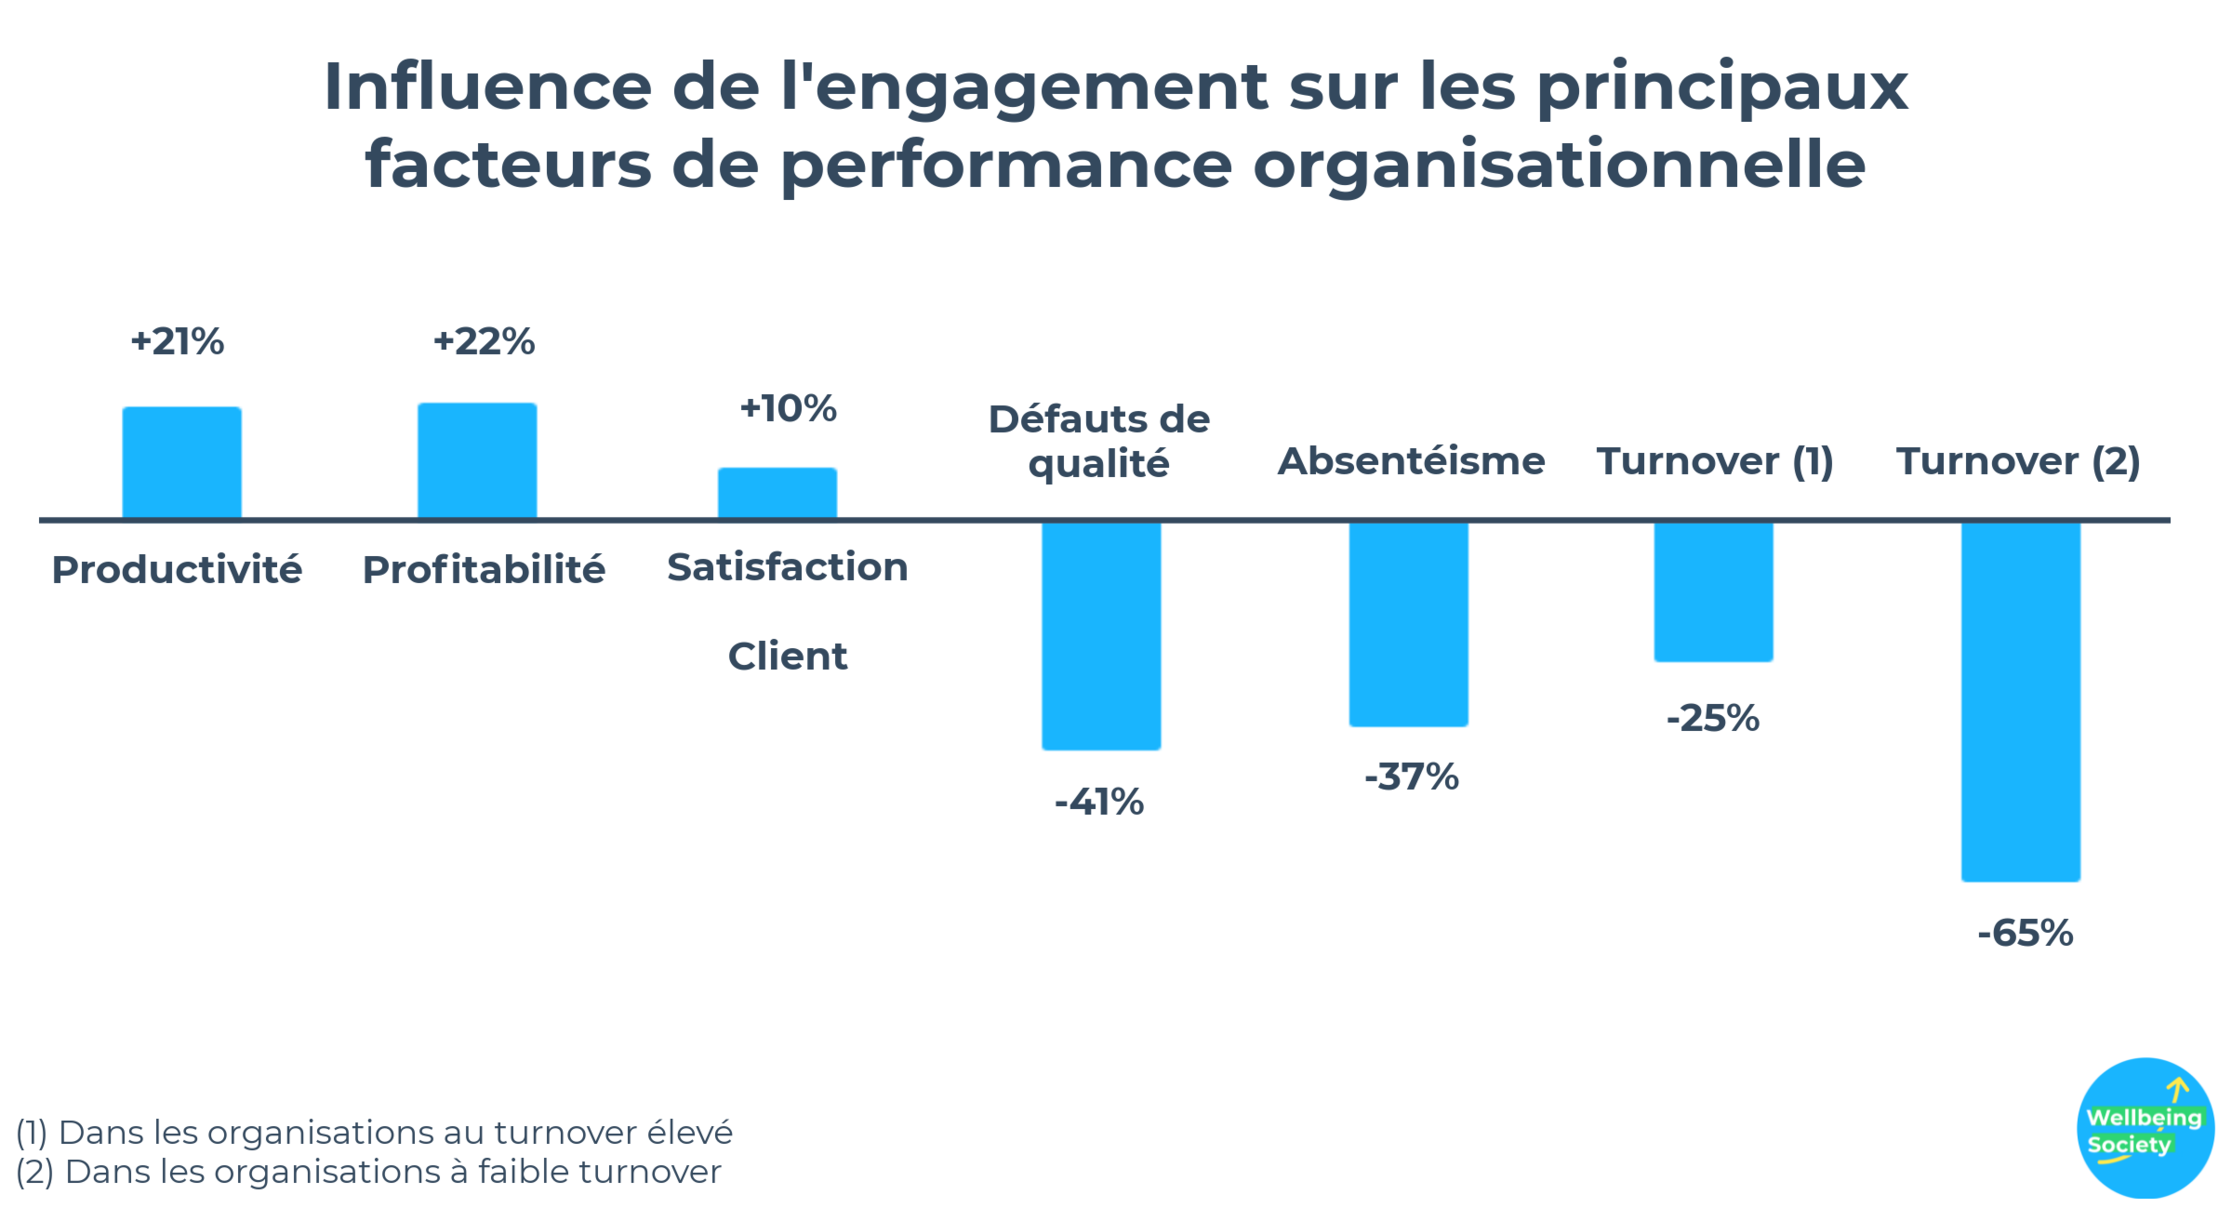 Influence de l'engagement sur les principaux
facteurs de performance organisationnelle
+21%
+22%
+10%
Défauts de
qualité
Absentéisme
Turnover (1)
Turnover (2)
Productivité
Profitabilité
Satisfaction
Client
-41%
-37%
-25%
-65%
(1) Dans les organisations au turnover élevé
(2) Dans les organisations à faible turnover
Wellbeing
Society